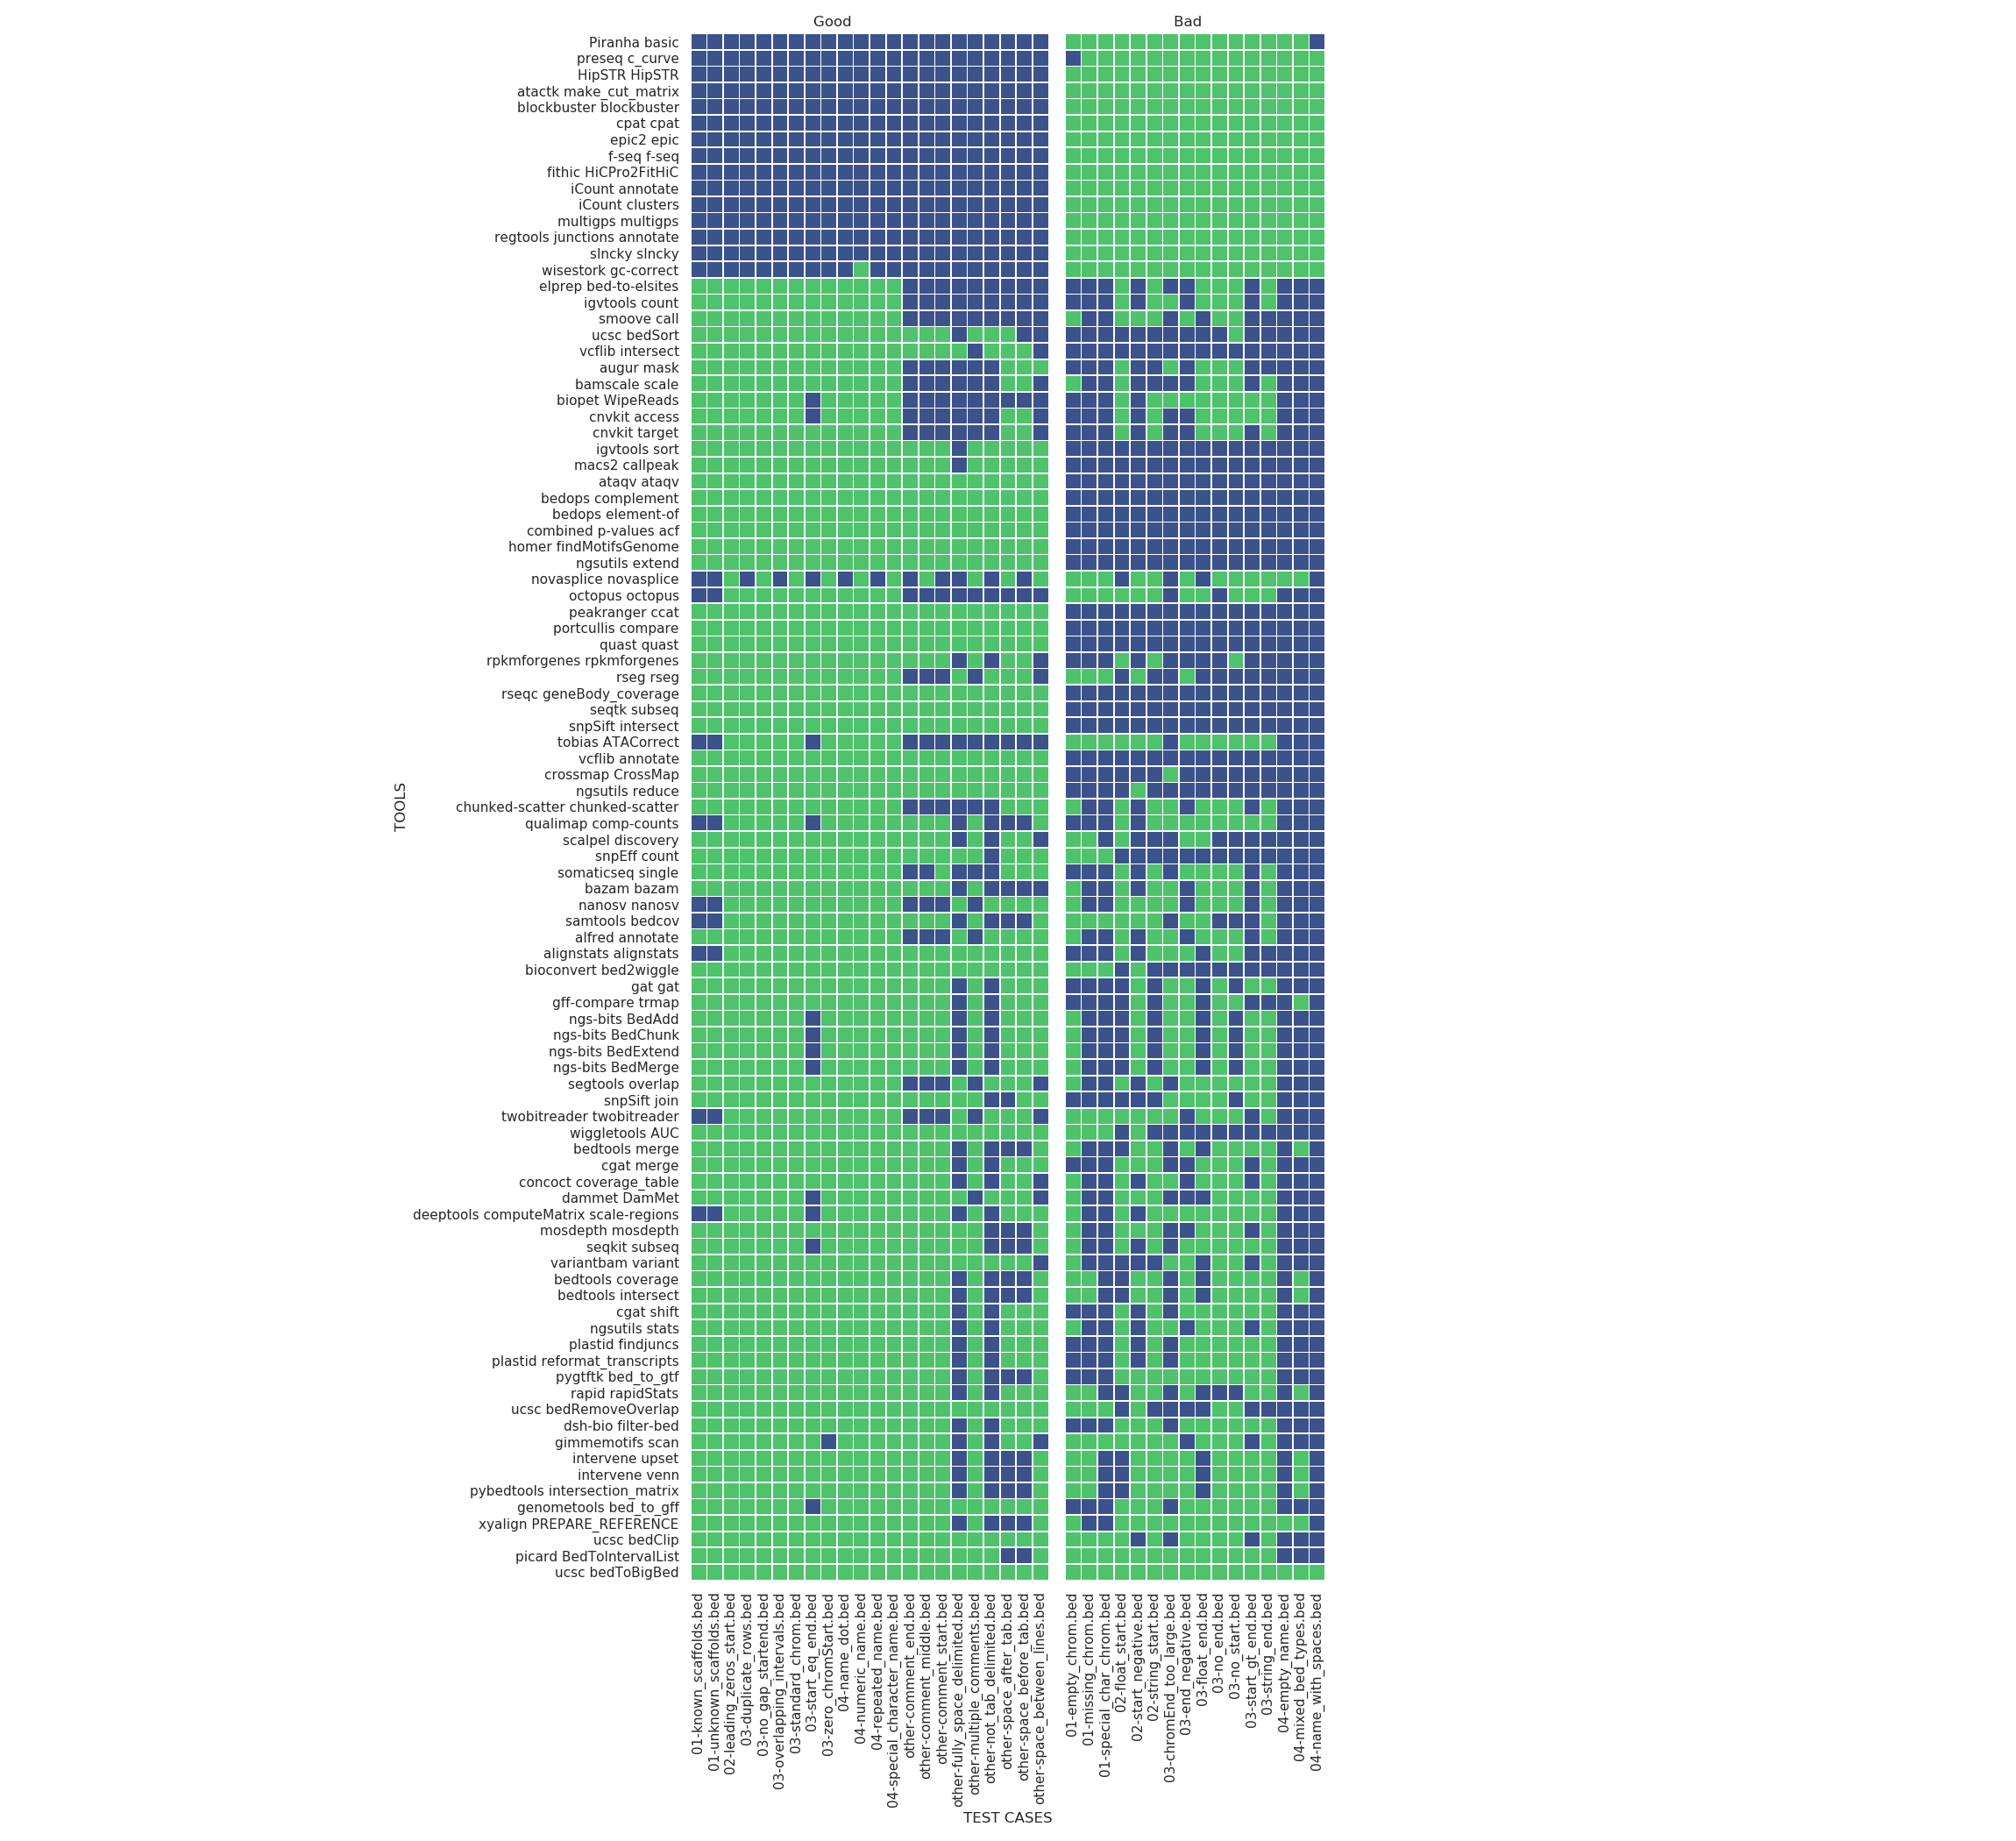 Good
Bad
Piranha basic
preseq c_curve
HipSTR HipSTR
atactk make_cut_matrix
blockbuster blockbuster
cpat cpat
epic2 epic
f-seq f-seq
fithic HiCPro2FitHiC
iCount annotate
iCount clusters
multigps multigps
regtools junctions annotate
slncky slncky
wisestork gc-correct
elprep bed-to-elsites
igvtools count
smoove call
ucsc bedSort
vcflib intersect
augur mask
bamscale scale
biopet WipeReads
cnvkit access
cnvkit target
igvtools sort
macs2 callpeak
ataqv ataqv
bedops complement
bedops element-of
combined p-values acf
homer findMotifsGenome
ngsutils extend
novasplice novasplice
octopus octopus
peakranger ccat
portcullis compare
quast quast
rpkmforgenes rpkmforgenes
rseg rseg
rseqc geneBody_coverage
seqtk subseq
snpSift intersect
tobias ATACorrect
vcflib annotate
crossmap CrossMap
ngsutils reduce
chunked-scatter chunked-scatter
qualimap comp-counts
scalpel discovery
snpEff count
somaticseq single
bazam bazam
nanosv nanosv
samtools bedcov
alfred annotate
alignstats alignstats
bioconvert bed2wiggle
gat gat
gff-compare trmap
ngs-bits BedAdd
ngs-bits BedChunk
ngs-bits BedExtend
ngs-bits BedMerge
segtools overlap
snpSift join
twobitreader twobitreader
wiggletools AUC
bedtools merge
cgat merge
concoct coverage_table
dammet DamMet
deeptools computeMatrix scale-regions
mosdepth mosdepth
seqkit subseq
variantbam variant
bedtools coverage
bedtools intersect
cgat shift
ngsutils stats
plastid findjuncs
plastid reformat_transcripts
pygtftk bed_to_gtf
rapid rapidStats
ucsc bedRemoveOverlap
dsh-bio filter-bed
gimmemotifs scan
intervene upset
intervene venn
pybedtools intersection_matrix
genometools bed_to_gff
xyalign PREPARE_REFERENCE
ucsc bedClip
picard BedToIntervalList
ucsc bedToBigBed
TOOLS
01-known_scaffolds.bed
01-unknown_scaffolds.bed
02-leading_zeros_start.bed
03-duplicate_rows.bed
03-no_gap_startend.bed
03-overlapping_intervals.bed
03-standard_chrom.bed
03-start_eq_end.bed
03-zero_chromStart.bed
04-name_dot.bed
04-numeric_name.bed
04-repeated_name.bed
04-special_character_name.bed
other-comment_end.bed
other-comment_middle.bed
other-comment_start.bed
other-fully_space_delimited.bed
other-multiple_comments.bed
other-not_tab_delimited.bed
other-space_after_tab.bed
other-space_before_tab.bed
other-space_between_lines.bed
01-empty_chrom.bed
01-missing_chrom.bed
01-special_char_chrom.bed
02-float_start.bed
02-start_negative.bed
02-string_start.bed
03-chromEnd_too_large.bed
03-end_negative.bed
03-float_end.bed
03-no_end.bed
03-no_start.bed
03-start_gt_end.bed
03-string_end.bed
04-empty_name.bed
04-mixed_bed_types.bed
04-name_with_spaces.bed
TEST CASES